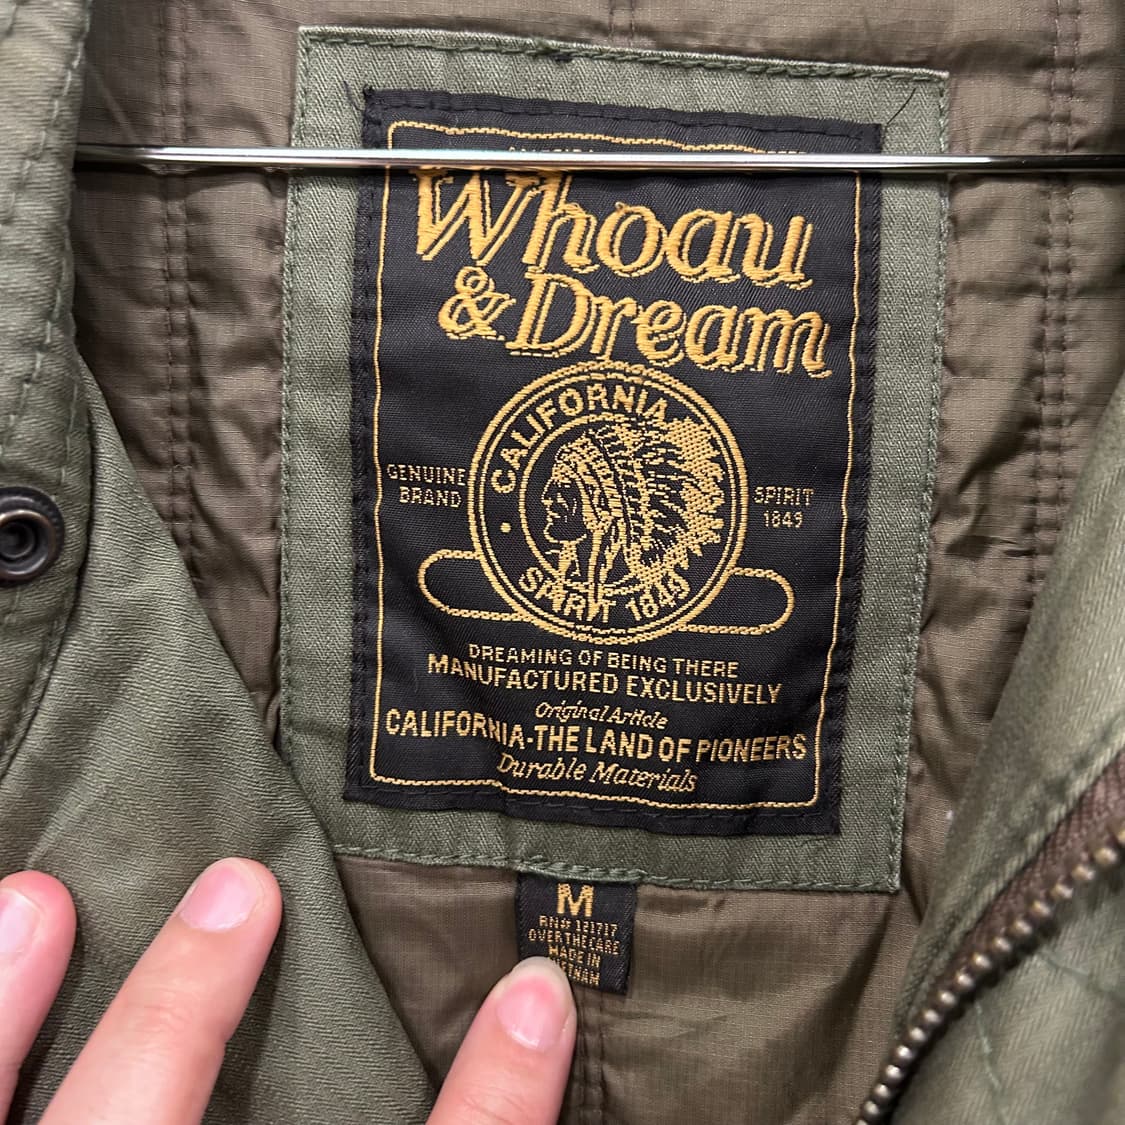 Whoau
& Dream
CALIFORNIA
GENUINE
BRAND
SPIRIT
1849
SPIRIT 1849
DREAMING OF BEING THERE
MANUFACTURED EXCLUSIVELY
Original Article
CALIFORNIA-THE LAND OF PIONEERS
Durable Materials
M
RN# 121717
OVER THE CARE
MADE IN